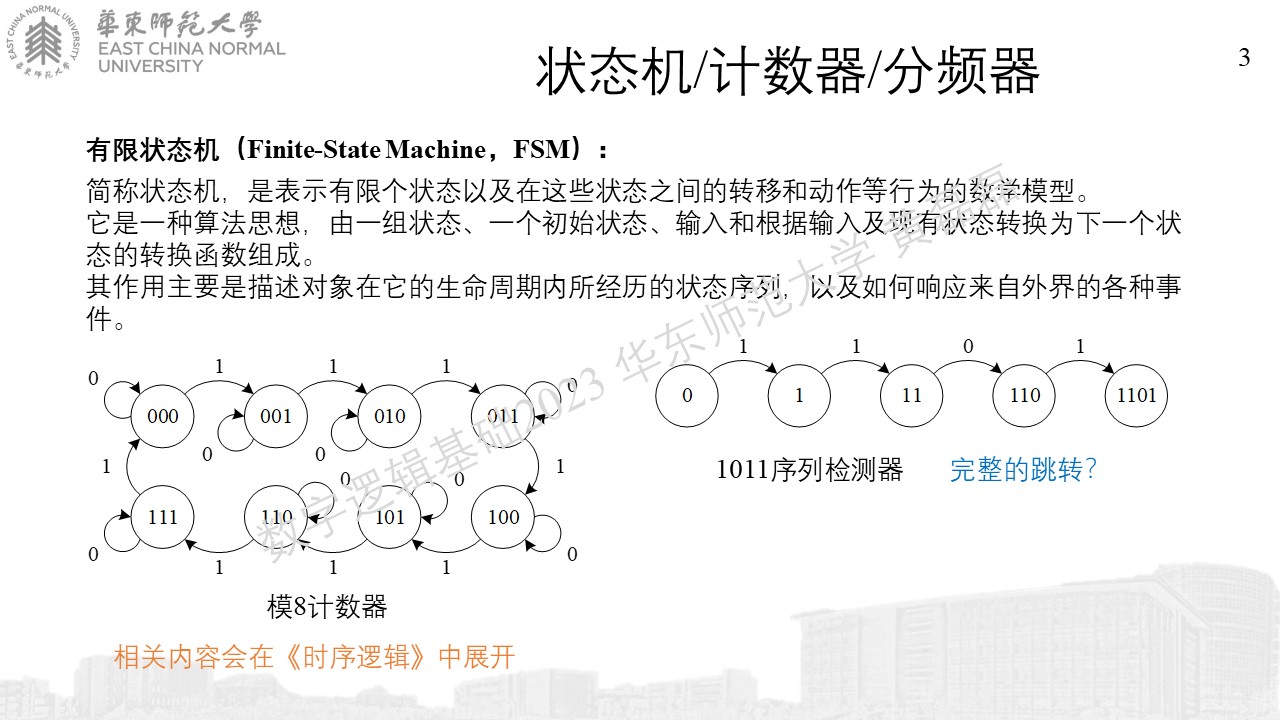 華東師範大學
EAST CHINA NORMAL
UNIVERSITY
EAST CHINA NORMAL UNIVERSITY
華東师范大学
状态机/计数器/分频器
3
有限状态机（Finite-State Machine，FSM）：
简称状态机，是表示有限个状态以及在这些状态之间的转移和动作等行为的数学模型。
它是一种算法思想，由一组状态、一个初始状态、输入和根据输入及现有状态转换为下一个状
态的转换函数组成。
其作用主要是描述对象在它的生命周期内所经历的状态序列，以及如何响应来自外界的各种事
件。
0 1 1 1 0
000 001 010 011
0 0
1 1
0 0
111 110 101 100
0 1 1 1 0
模8计数器
1 1 0 1
0 1 11 110 1101
1011序列检测器 完整的跳转？
相关内容会在《时序逻辑》中展开
数字逻辑基础2023 华东师范大学 黄磊磊